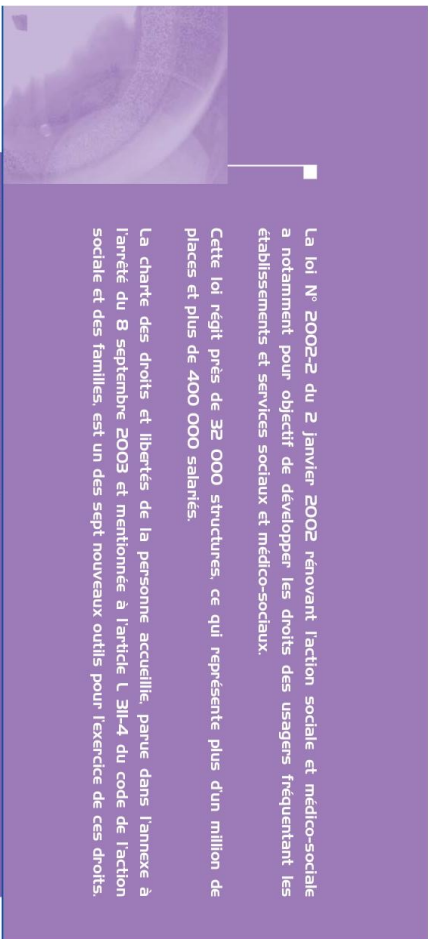 La loi N° 2002-2 du 2 janvier 2002 rénovant l'action sociale et médico-sociale
a notamment pour objectif de développer les droits des usagers fréquentant les
établissements et services sociaux et médico-sociaux.
Cette loi régit près de 32 000 structures, ce qui représente plus d'un million de
places et plus de 400 000 salariés.
La charte des droits et libertés de la personne accueillie, parue dans l'annexe à
l'arrêté du 8 septembre 2003 et mentionnée à l'article L 311-4 du code de l'action
sociale et des familles, est un des sept nouveaux outils pour l'exercice de ces droits.